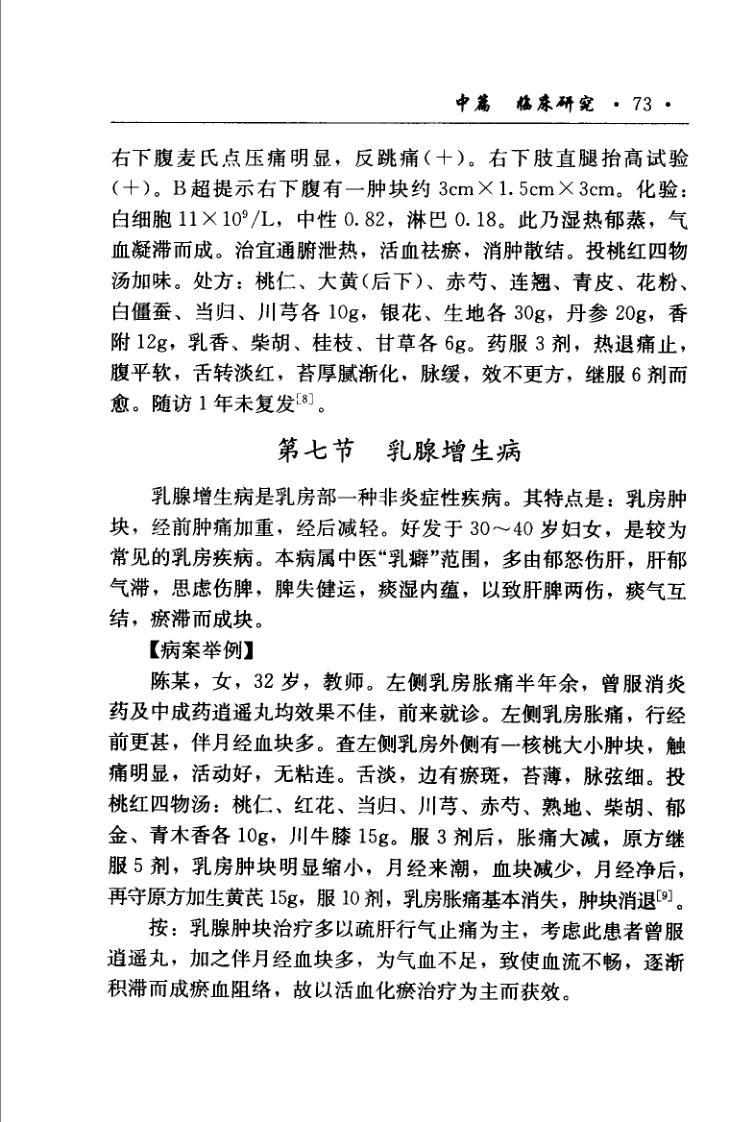 中篇 临床研究 · 73 ·
右下腹麦氏点压痛明显，反跳痛(＋)。右下肢直腿抬高试验
(＋)。B超提示右下腹有一肿块约 3cm×1.5cm×3cm。化验：
白细胞 11×10⁹/L，中性 0.82，淋巴 0.18。此乃湿热郁蒸，气
血凝滞而成。治宜通腑泄热，活血祛瘀，消肿散结。投桃红四物
汤加味。处方：桃仁、大黄(后下)、赤芍、连翘、青皮、花粉、
白僵蚕、当归、川芎各 10g，银花、生地各 30g，丹参 20g，香
附 12g，乳香、柴胡、桂枝、甘草各 6g。药服 3 剂，热退痛止，
腹平软，舌转淡红，苔厚腻渐化，脉缓，效不更方，继服 6 剂而
愈。随访 1 年未复发[8]。
第七节 乳腺增生病
乳腺增生病是乳房部一种非炎症性疾病。其特点是：乳房肿
块，经前肿痛加重，经后减轻。好发于 30～40 岁妇女，是较为
常见的乳房疾病。本病属中医“乳癖”范围，多由郁怒伤肝，肝郁
气滞，思虑伤脾，脾失健运，痰湿内蕴，以致肝脾两伤，痰气互
结，瘀滞而成块。
【病案举例】
陈某，女，32 岁，教师。左侧乳房胀痛半年余，曾服消炎
药及中成药逍遥丸均效果不佳，前来就诊。左侧乳房胀痛，行经
前更甚，伴月经血块多。查左侧乳房外侧有一核桃大小肿块，触
痛明显，活动好，无粘连。舌淡，边有瘀斑，苔薄，脉弦细。投
桃红四物汤：桃仁、红花、当归、川芎、赤芍、熟地、柴胡、郁
金、青木香各 10g，川牛膝 15g。服 3 剂后，胀痛大减，原方继
服 5 剂，乳房肿块明显缩小，月经来潮，血块减少，月经净后，
再守原方加生黄芪 15g，服 10 剂，乳房胀痛基本消失，肿块消退[9]。
按：乳腺肿块治疗多以疏肝行气止痛为主，考虑此患者曾服
逍遥丸，加之伴月经血块多，为气血不足，致使血流不畅，逐渐
积滞而成瘀血阻络，故以活血化瘀治疗为主而获效。